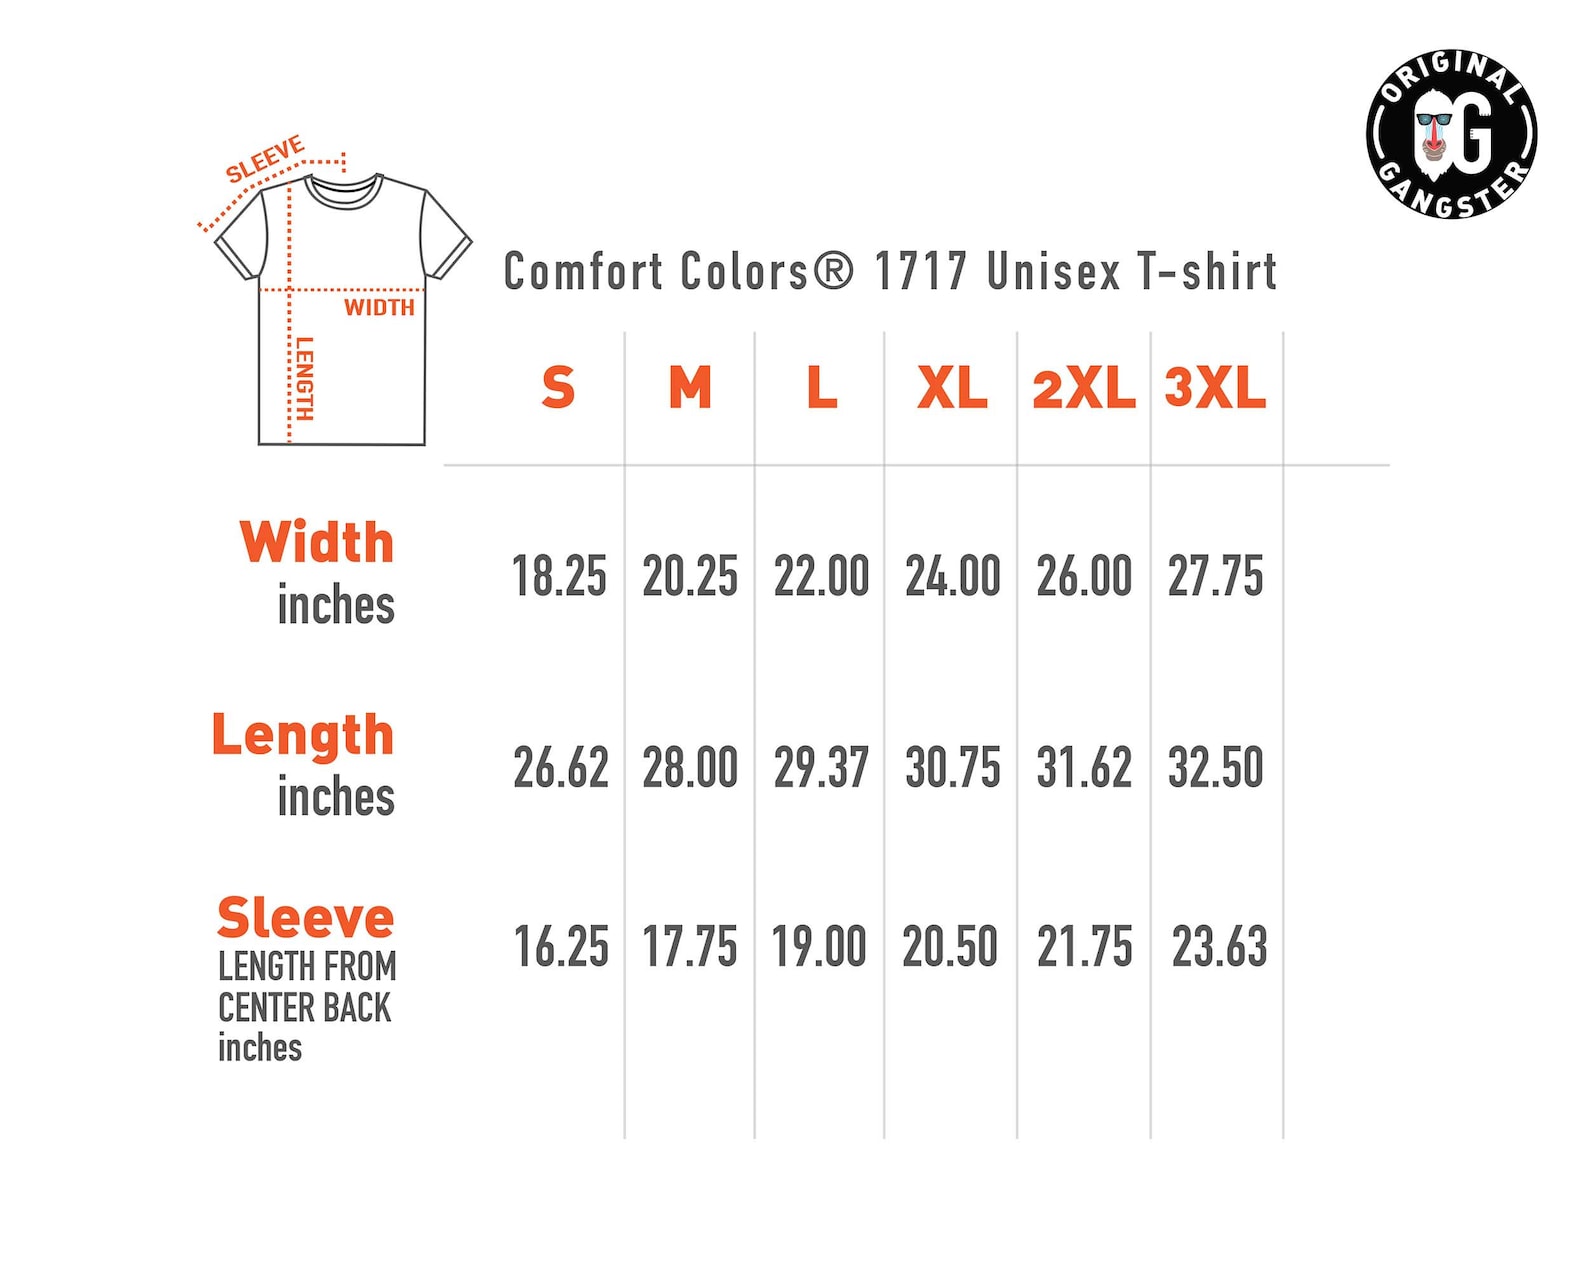 ORIGINAL
OG
GANGSTER
SLEEVE
WIDTH
LENGTH
Comfort Colors® 1717 Unisex T-shirt
S M L XL 2XL 3XL
Width
inches
18.25 20.25 22.00 24.00 26.00 27.75
Length
inches
26.62 28.00 29.37 30.75 31.62 32.50
Sleeve
LENGTH FROM
CENTER BACK
inches
16.25 17.75 19.00 20.50 21.75 23.63